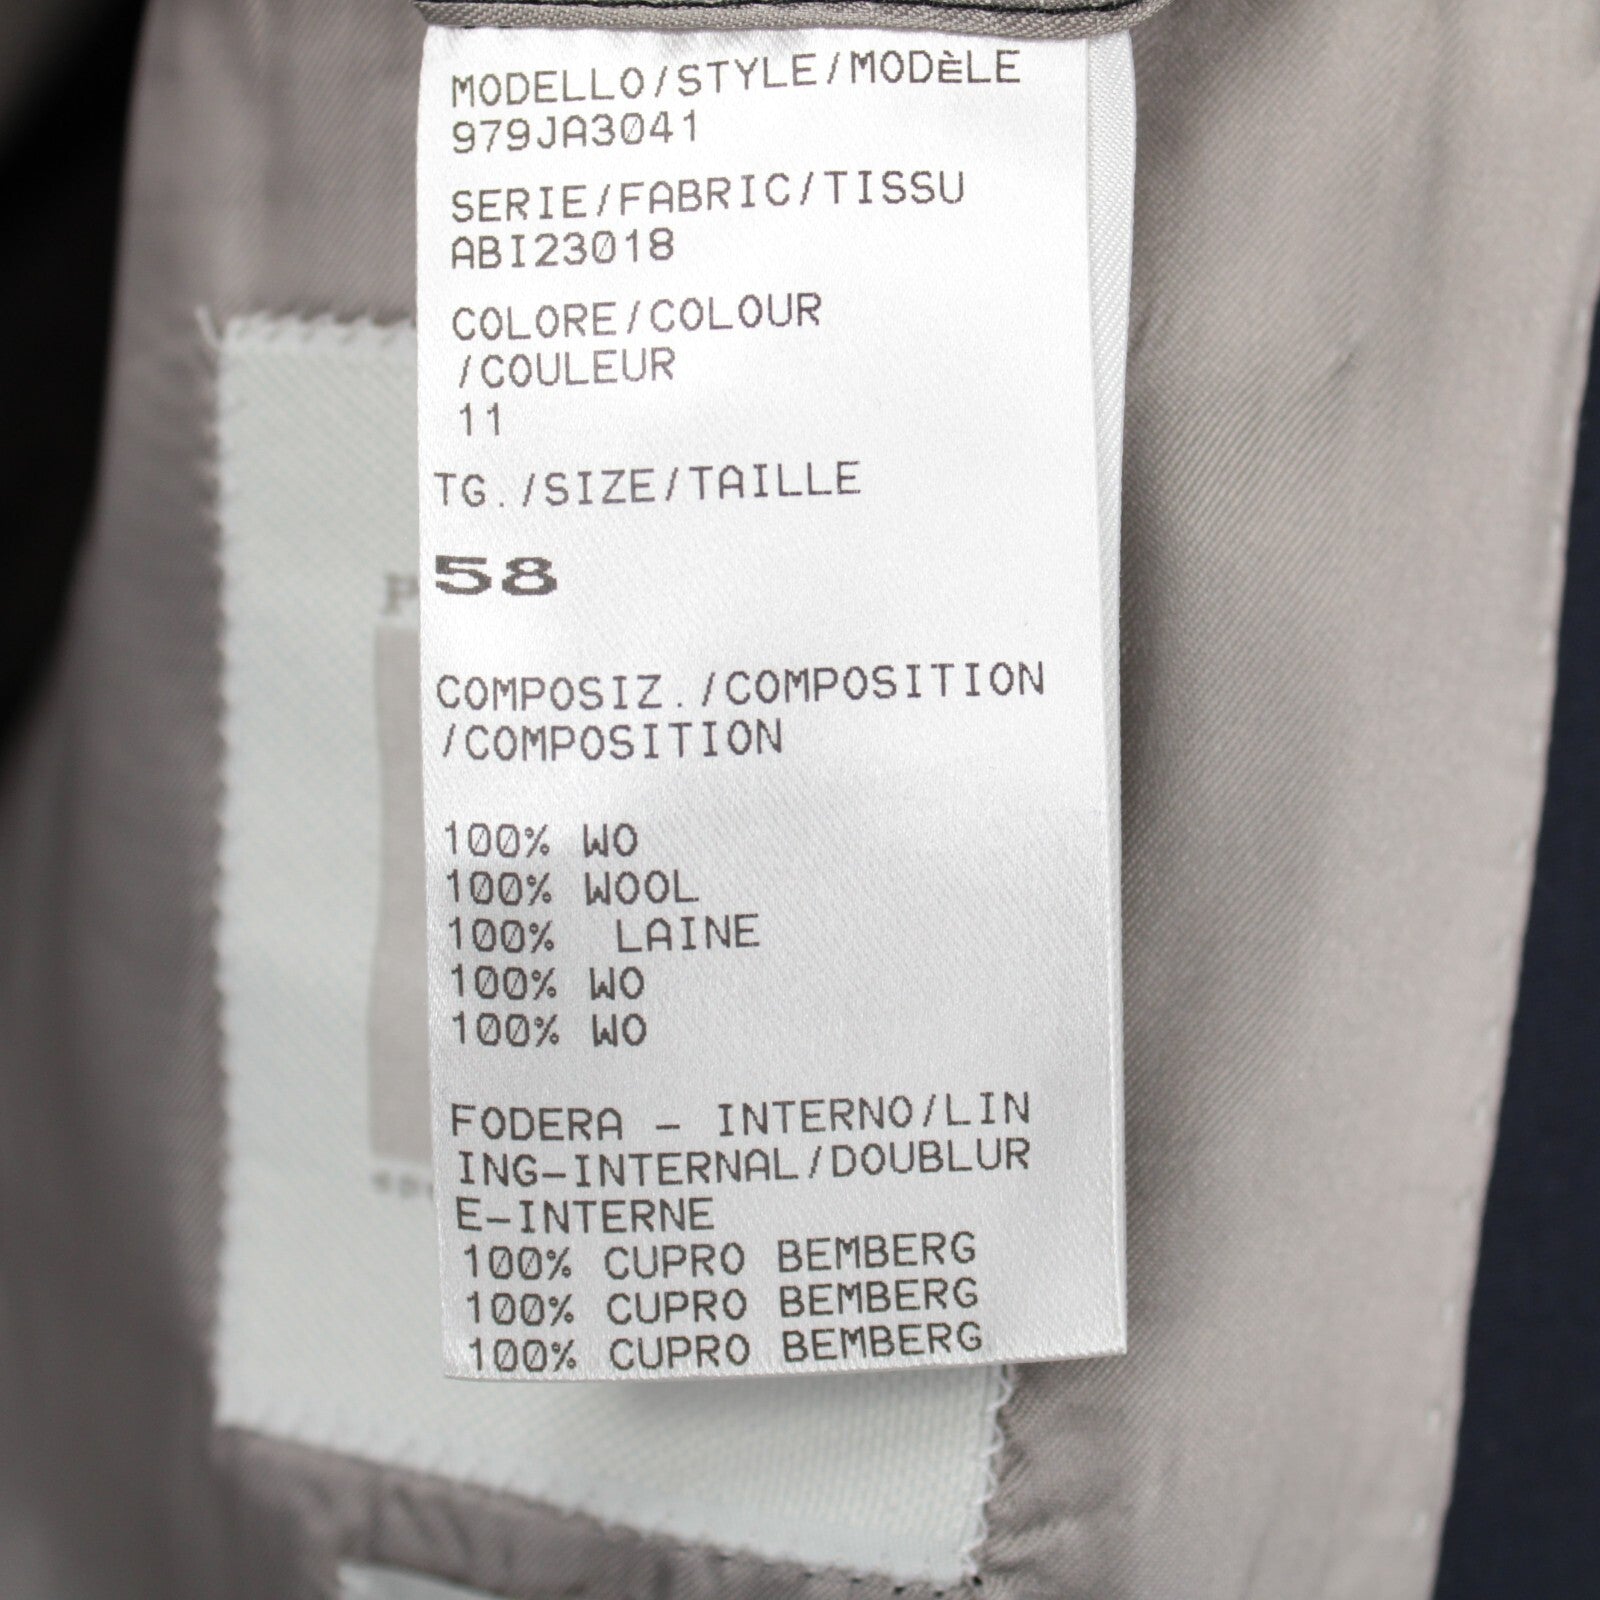 MODELLO/STYLE/MODÈLE
979JA3041
SERIE/FABRIC/TISSU
ABI23018
COLORE/COLOUR
/COULEUR
11
TG./SIZE/TAILLE
58
COMPOSIZ./COMPOSITION
/COMPOSITION
100% WO
100% WOOL
100% LAINE
100% WO
100% WO
FODERA - INTERNO/LIN
ING-INTERNAL/DOUBLUR
E-INTERNE
100% CUPRO BEMBERG
100% CUPRO BEMBERG
100% CUPRO BEMBERG